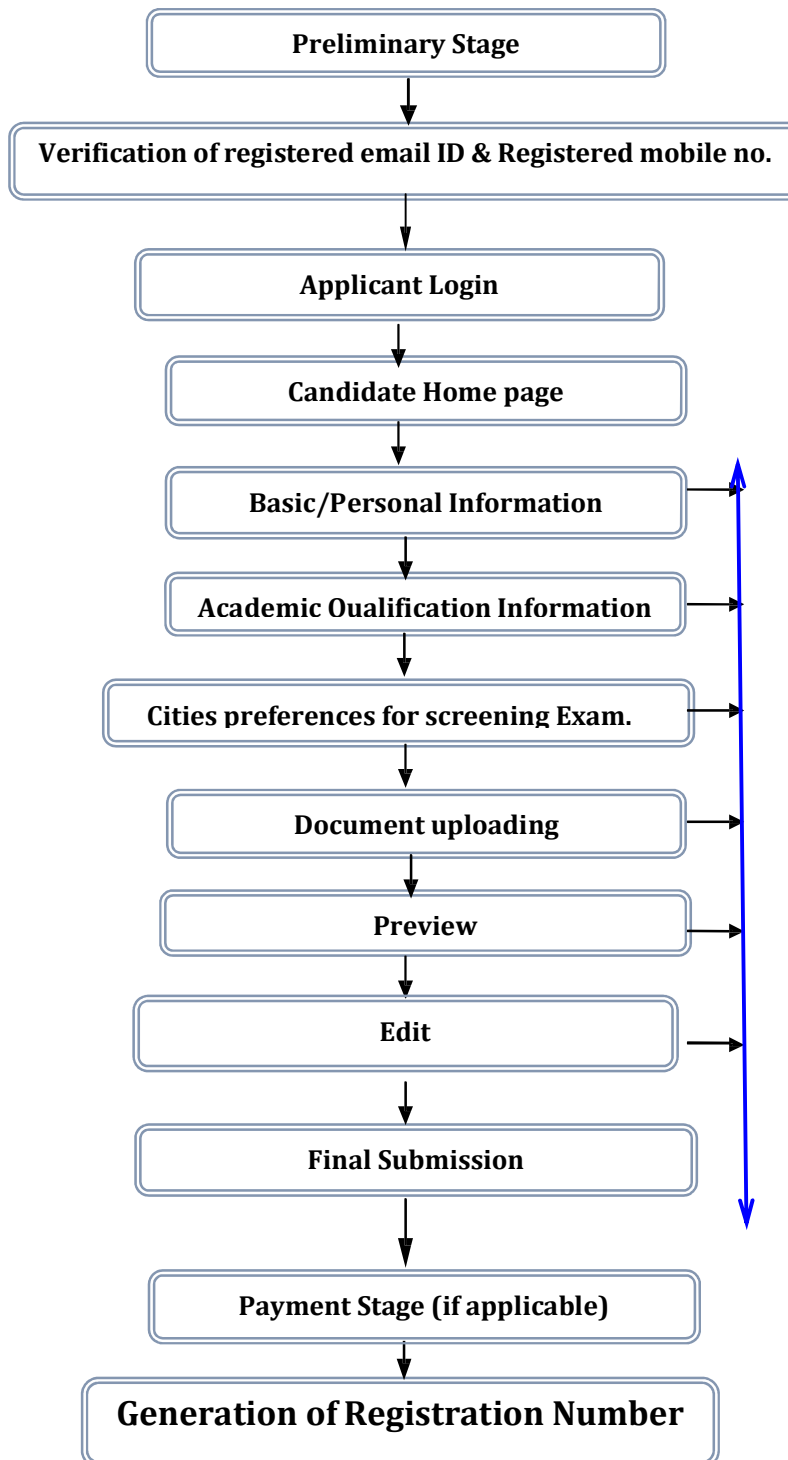 Preliminary Stage
Verification of registered email ID & Registered mobile no.
Applicant Login
Candidate Home page
Basic/Personal Information
Academic Qualification Information
Cities preferences for screening Exam.
Document uploading
Preview
Edit
Final Submission
Payment Stage (if applicable)
Generation of Registration Number